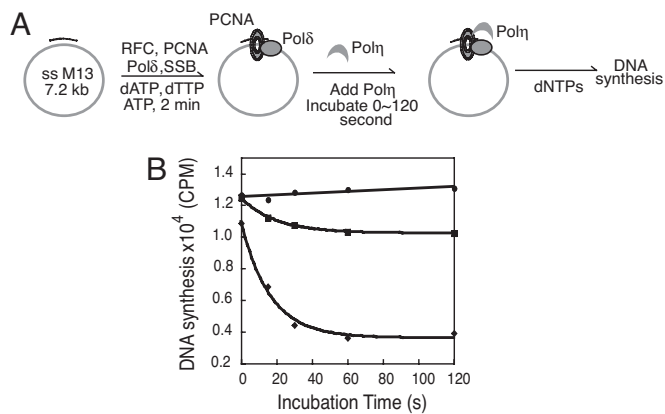 A
PCNA
ss M13
7.2 kb
RFC, PCNA
Polδ,SSB
dATP, dTTP
ATP, 2 min
Polδ
Polη
Add Polη
Incubate 0~120
second
Polη
dNTPs
DNA
synthesis
B
DNA synthesis x10⁴ (CPM)
1.4
1.2
1.0
0.8
0.6
0.4
0.2
0 20 40 60 80 100 120
Incubation Time (s)